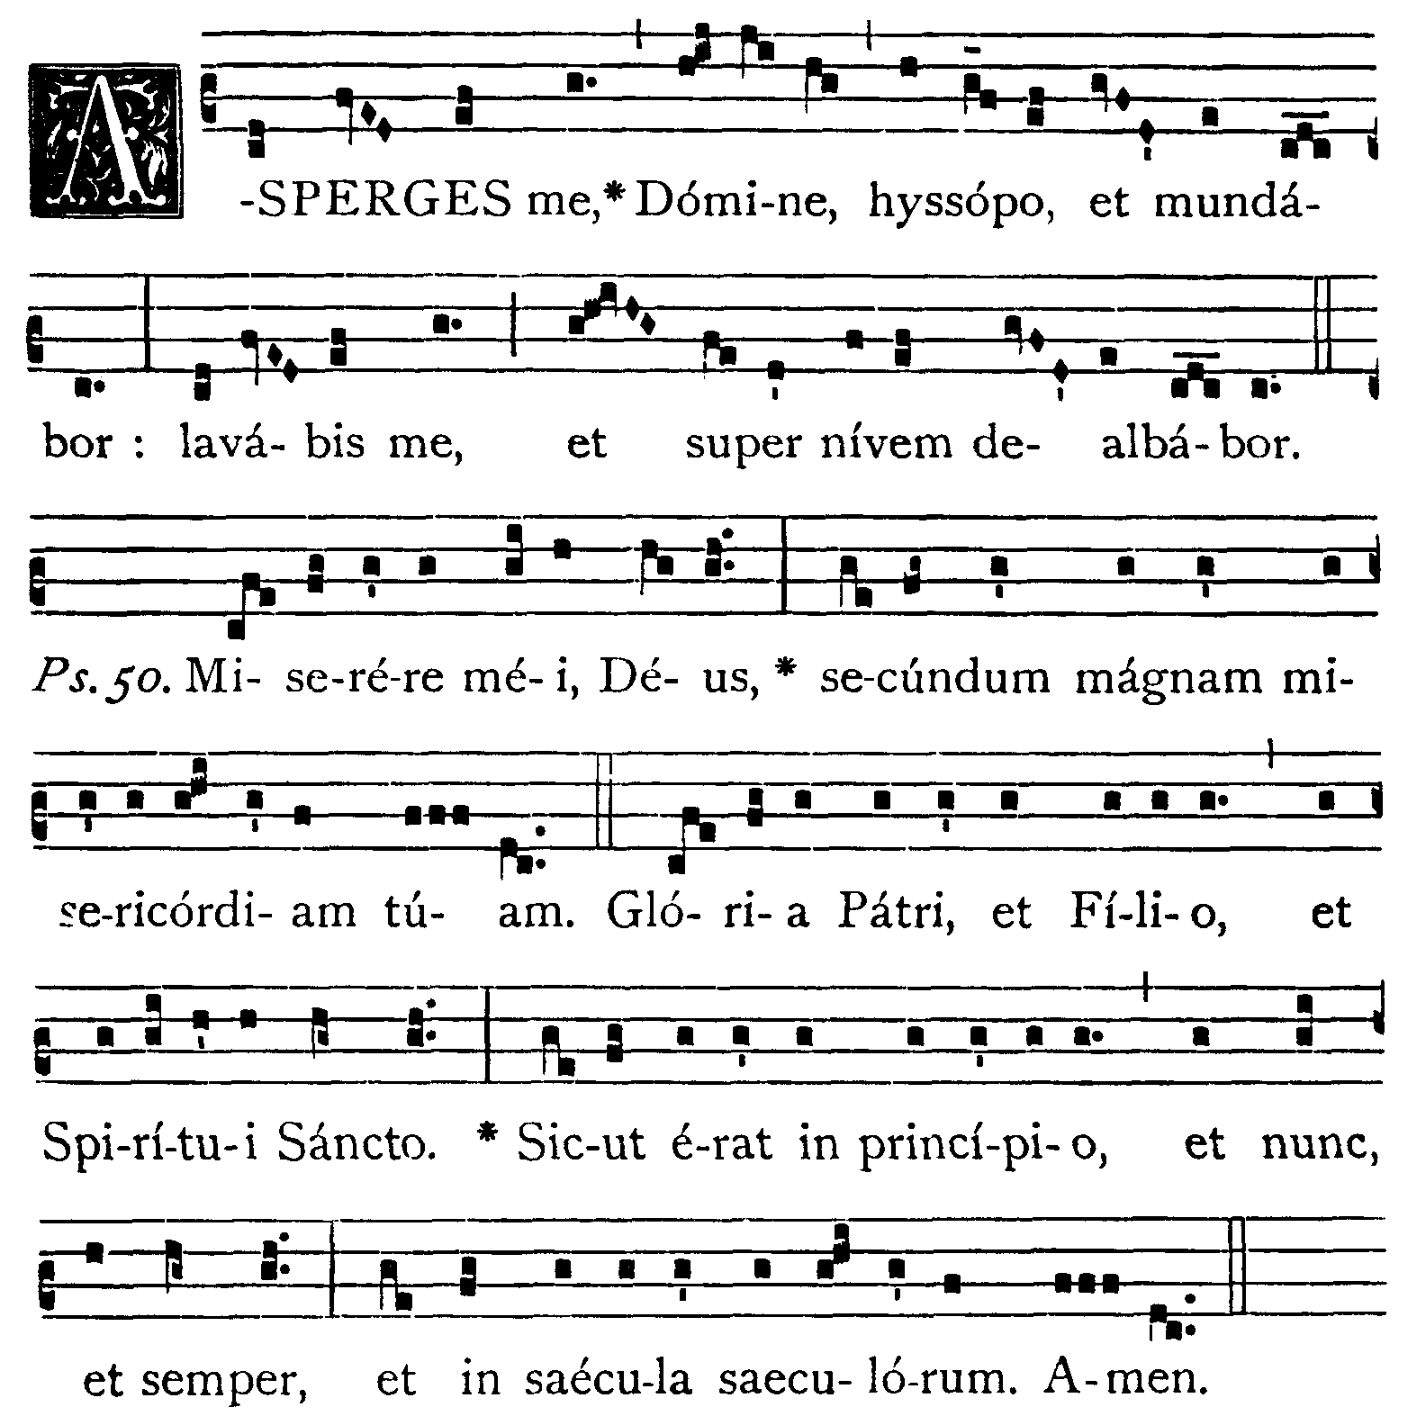 A-SPERGES me,* Dómi-ne, hyssópo, et mundá-
bor : lavá- bis me, et super nívem de- albá- bor.
Ps. 50. Mi- se-ré-re mé- i, Dé- us, * se-cúndum mágnam mi-
se-ricórdi- am tú- am. Gló- ri- a Pátri, et Fí-li- o, et
Spi-rí-tu- i Sáncto. * Sic-ut é-rat in princí-pi- o, et nunc,
et semper, et in saécu-la saecu- ló-rum. A-men.